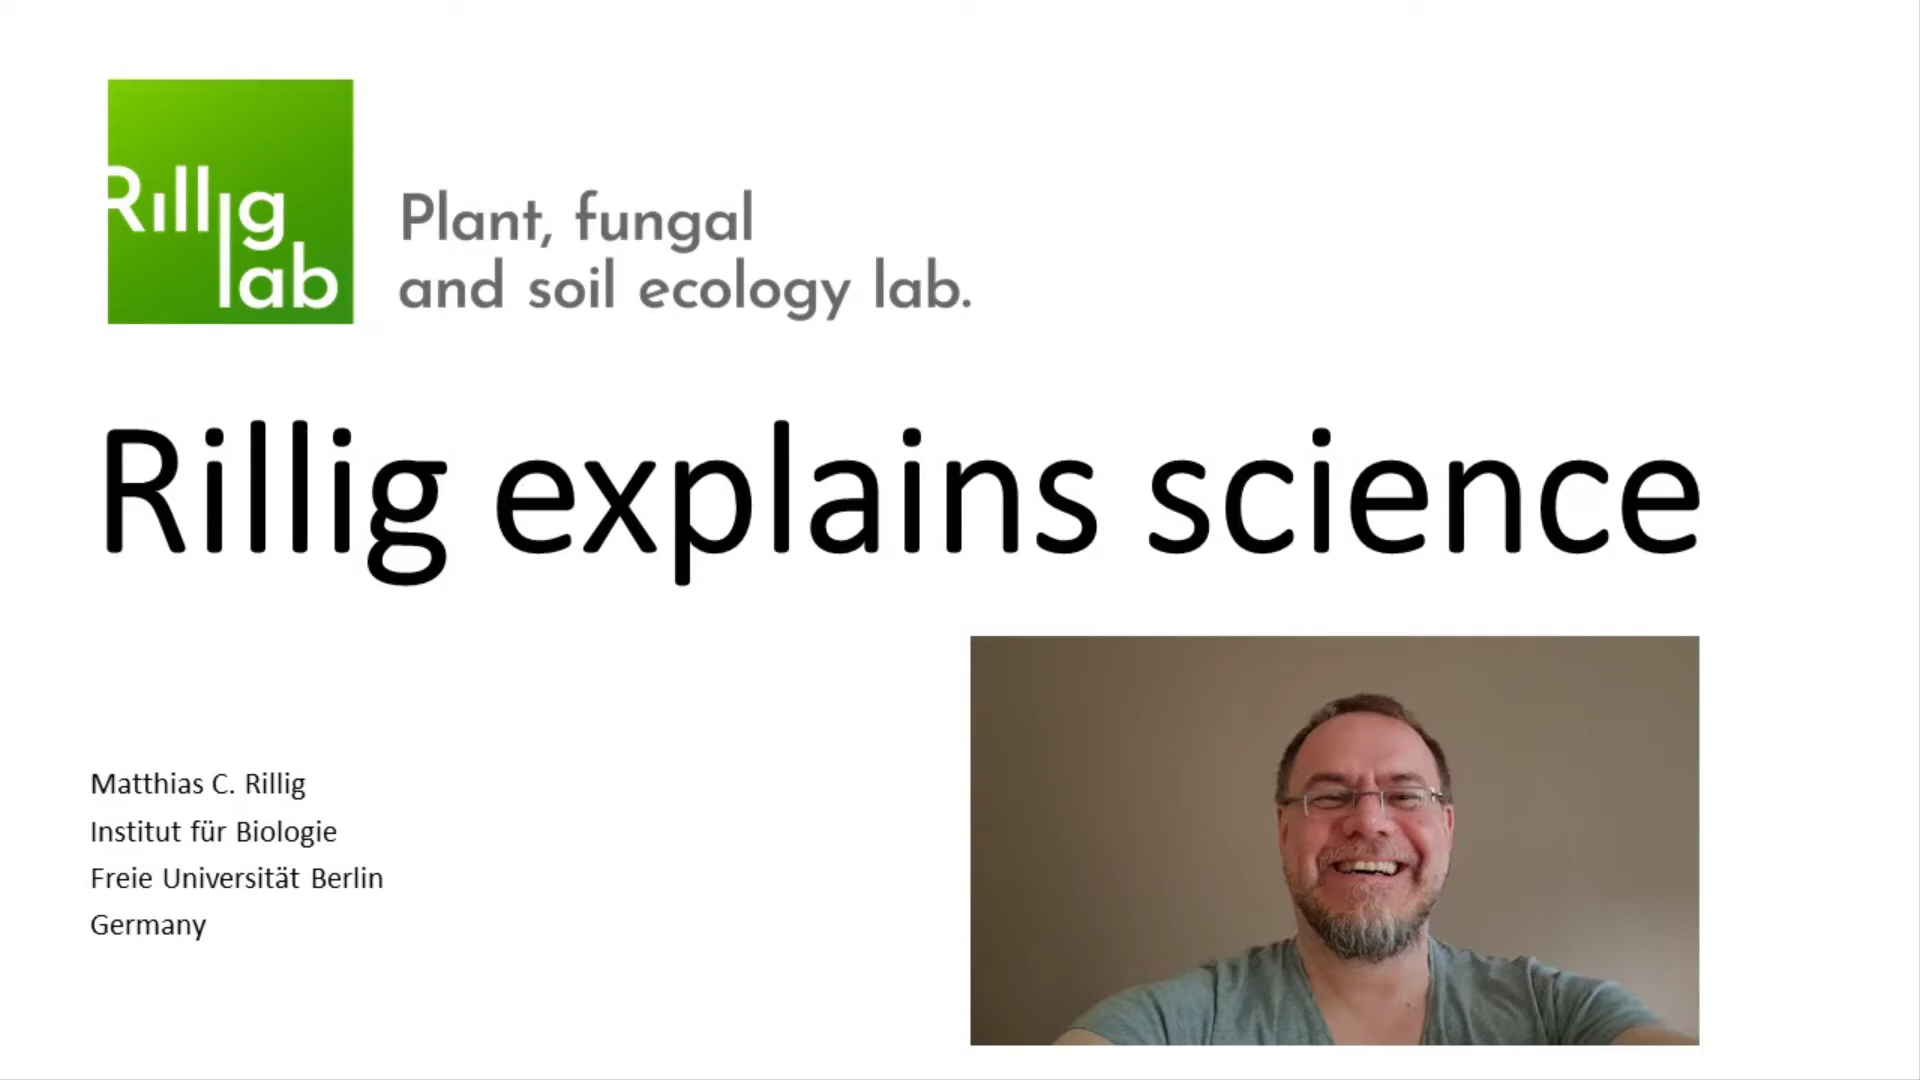 Rillig
lab
Plant, fungal
and soil ecology lab.
Rillig explains science
Matthias C. Rillig
Institut für Biologie
Freie Universität Berlin
Germany